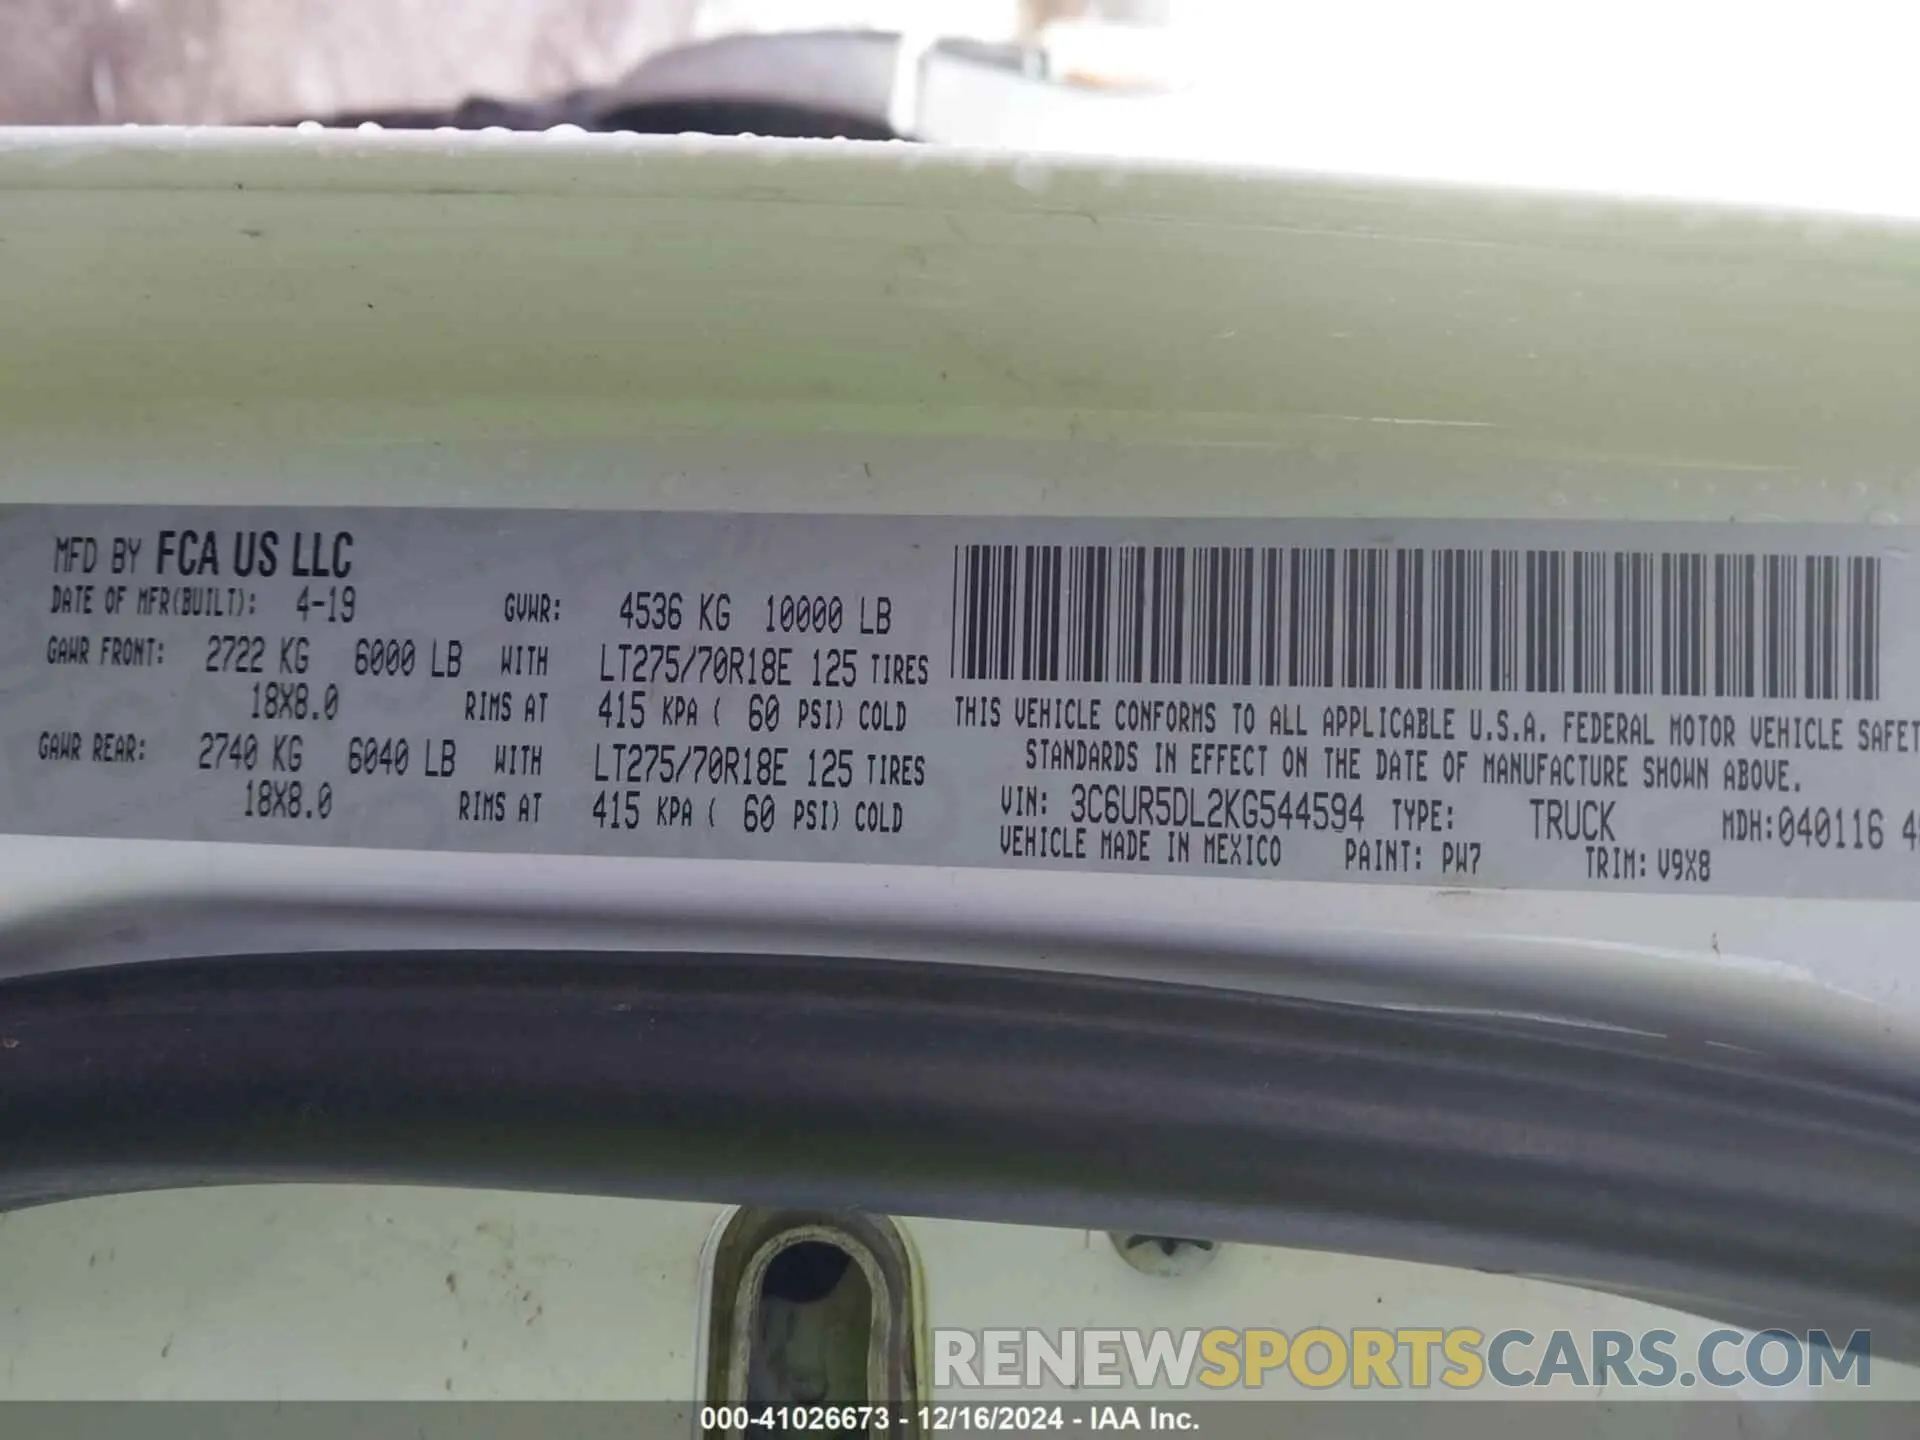 MFD BY FCA US LLC
DATE OF MFR(BUILT): 4-19 GVWR: 4536 KG 10000 LB
GAWR FRONT: 2722 KG 6000 LB WITH LT275/70R18E 125 TIRES
18X8.0 RIMS AT 415 KPA ( 60 PSI) COLD
GAWR REAR: 2740 KG 6040 LB WITH LT275/70R18E 125 TIRES
18X8.0 RIMS AT 415 KPA ( 60 PSI) COLD
THIS VEHICLE CONFORMS TO ALL APPLICABLE U.S.A. FEDERAL MOTOR VEHICLE SAFET
STANDARDS IN EFFECT ON THE DATE OF MANUFACTURE SHOWN ABOVE.
VIN: 3C6UR5DL2KG544594 TYPE: TRUCK MDH:040116 4
VEHICLE MADE IN MEXICO PAINT: PW7 TRIM: V9X8
RENEWSPORTSCARS.COM
000-41026673 - 12/16/2024 - IAA Inc.